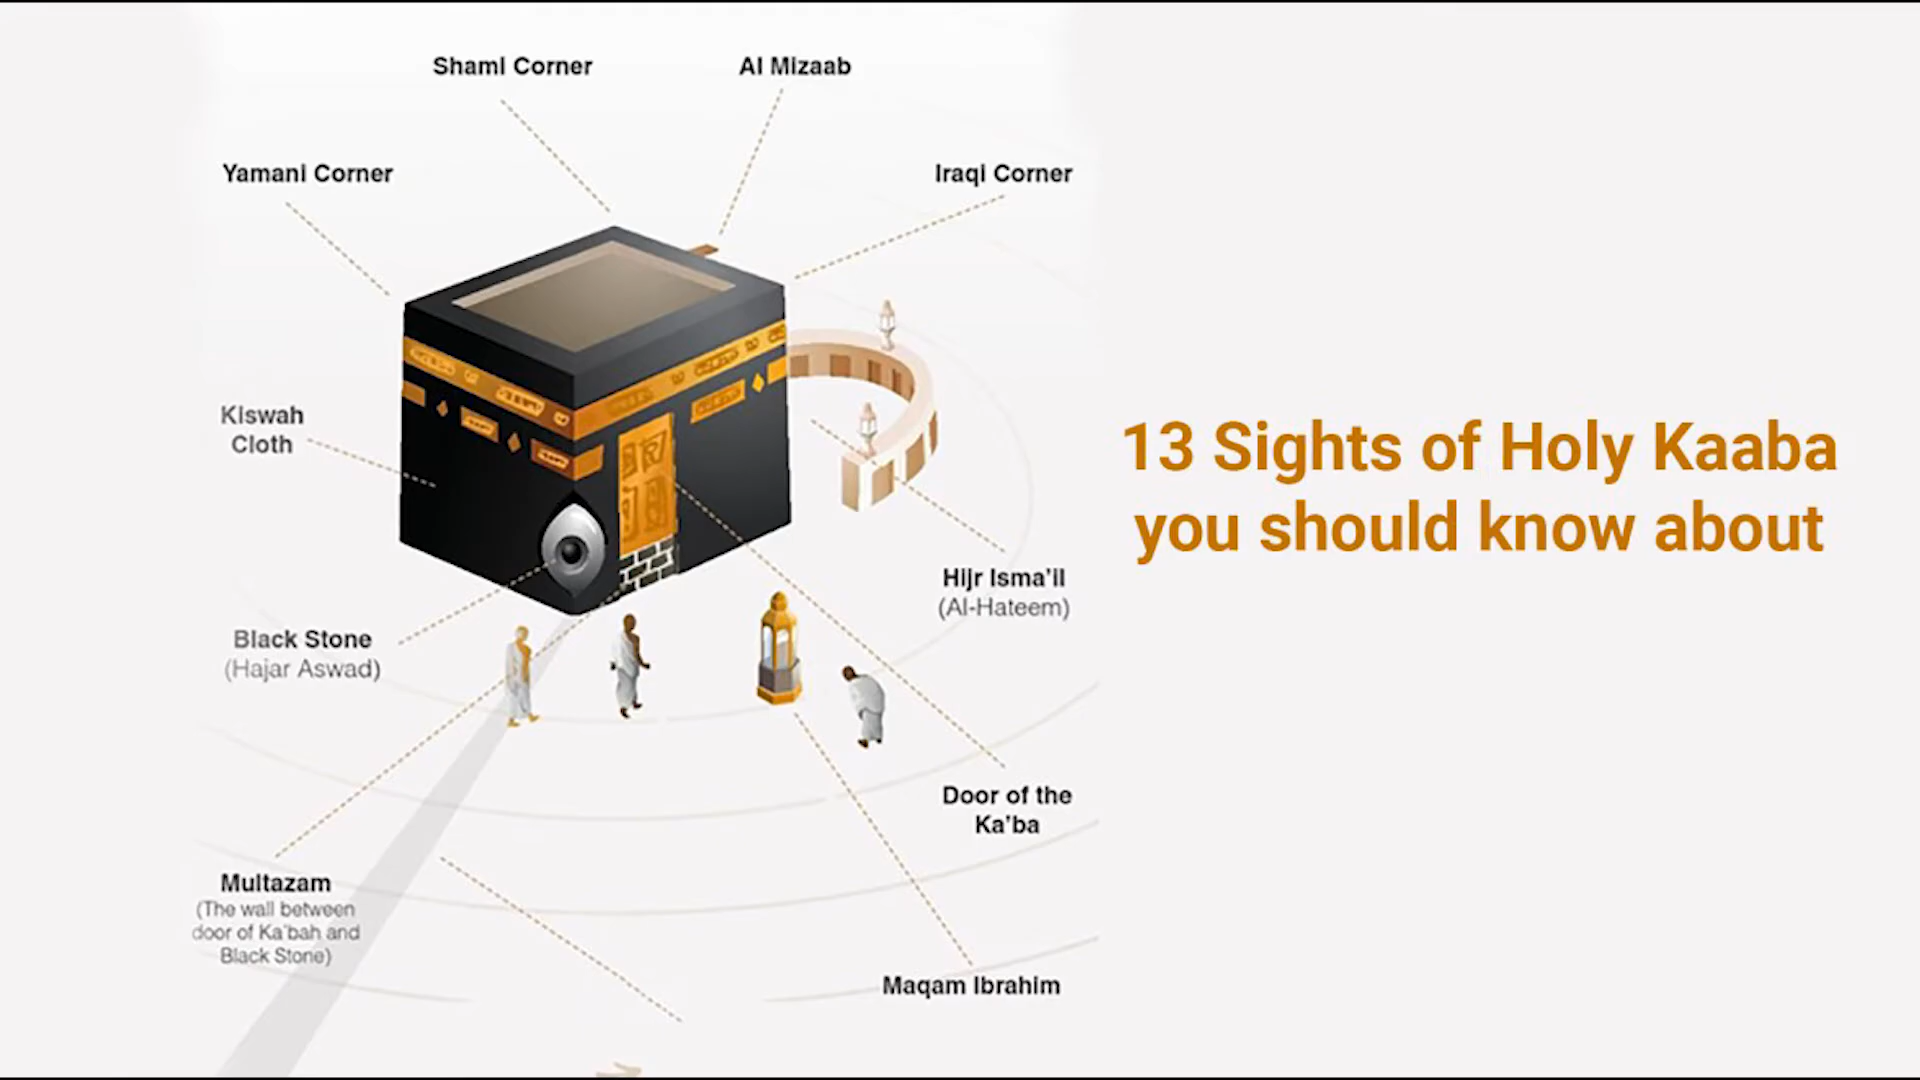 Shami Corner
Al Mizaab
Yamani Corner
Iraqi Corner
Kiswah
Cloth
13 Sights of Holy Kaaba
you should know about
Hijr Isma'il
(Al-Hateem)
Black Stone
(Hajar Aswad)
Door of the
Ka'ba
Multazam
(The wall between
door of Ka'bah and
Black Stone)
Maqam Ibrahim